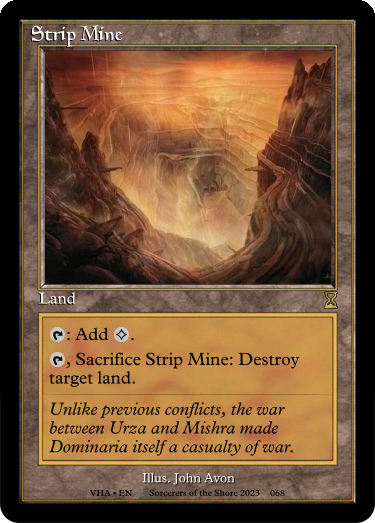 Strip Mine
Land
: Add .
, Sacrifice Strip Mine: Destroy
target land.
Unlike previous conflicts, the war
between Urza and Mishra made
Dominaria itself a casualty of war.
Illus. John Avon
VHA • EN Sorcerers of the Shore 2023 068